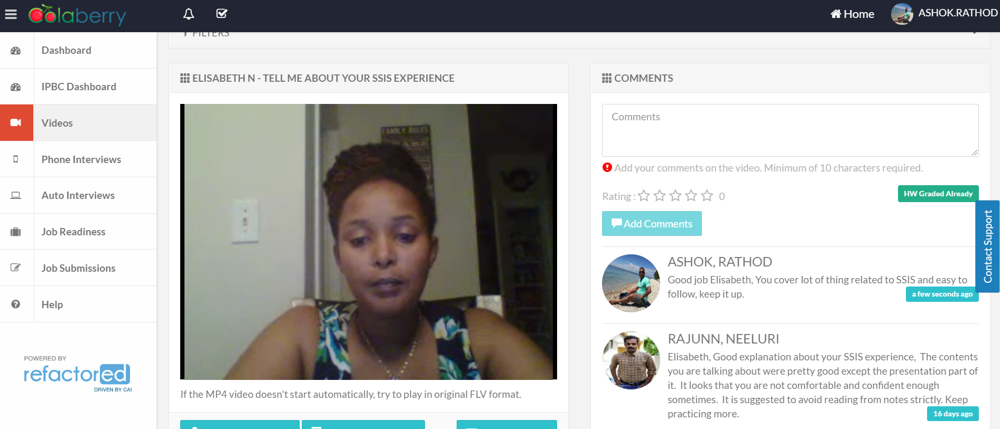 Colaberry
Home
ASHOK.RATHOD
FILTERS
Dashboard
IPBC Dashboard
Videos
Phone Interviews
Auto Interviews
Job Readiness
Job Submissions
Help
POWERED BY
refactored
DRIVEN BY CAI
ELISABETH N - TELL ME ABOUT YOUR SSIS EXPERIENCE
FAMILY RULES
If the MP4 video doesn't start automatically, try to play in original FLV format.
COMMENTS
Comments
Add your comments on the video. Minimum of 10 characters required.
Rating : 0
HW Graded Already
Add Comments
Contact Support
ASHOK, RATHOD
Good job Elisabeth, You cover lot of thing related to SSIS and easy to
follow, keep it up.
a few seconds ago
RAJUNN, NEELURI
Elisabeth, Good explanation about your SSIS experience,  The contents
you are talking about were pretty good except the presentation part of
it.  It looks that you are not comfortable and confident enough
sometimes.  It is suggested to avoid reading from notes strictly. Keep
practicing more.
16 days ago